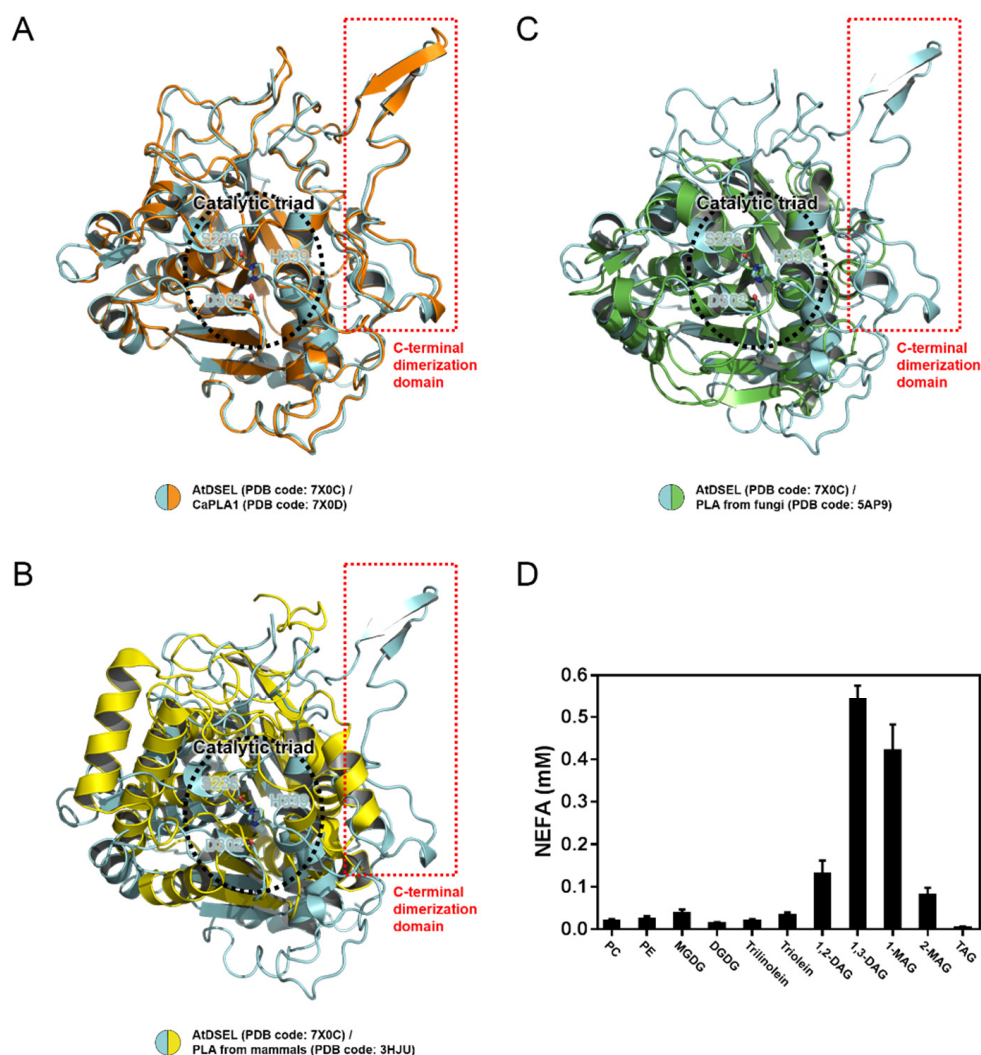 A
Catalytic triad
S236
H339
D302
C-terminal
dimerization
domain
AtDSEL (PDB code: 7X0C) /
CaPLA1 (PDB code: 7X0D)
C
Catalytic triad
S236
H339
D302
C-terminal
dimerization
domain
AtDSEL (PDB code: 7X0C) /
PLA from fungi (PDB code: 5AP9)
B
Catalytic triad
S236
H339
D302
C-terminal
dimerization
domain
AtDSEL (PDB code: 7X0C) /
PLA from mammals (PDB code: 3HJU)
D
NEFA (mM)
0.6
0.5
0.4
0.3
0.2
0.1
0.0
PC
PE
MGDG
DGDG
Trilinolein
Triolein
1,2-DAG
1,3-DAG
1-MAG
2-MAG
TAG